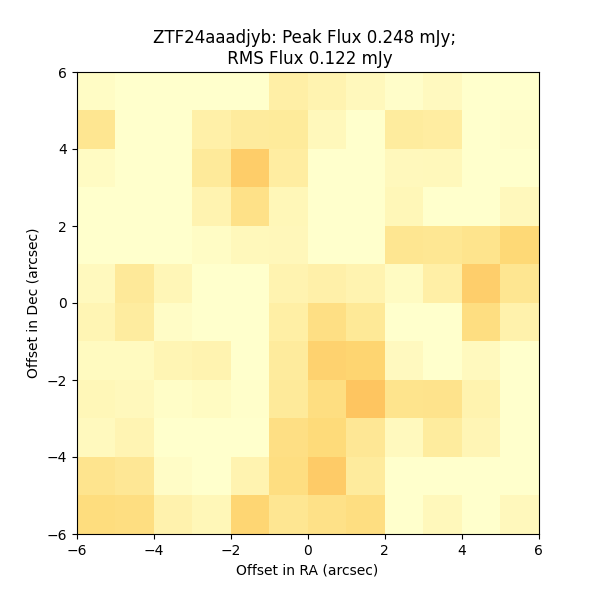 ZTF24aaadjyb: Peak Flux 0.248 mJy;
RMS Flux 0.122 mJy
6
4
2
0
−2
−4
−6
Offset in Dec (arcsec)
−6 −4 −2 0 2 4 6
Offset in RA (arcsec)